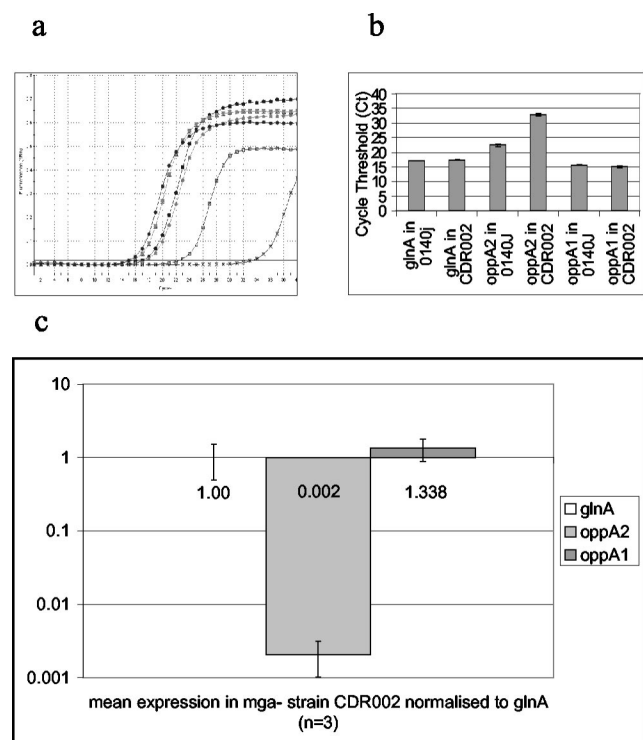 a
b
40
35
30
25
20
15
10
5
0
Cycle Threshold (Ct)
glnA in 0140j
glnA in CDR002
oppA2 in 0140J
oppA2 in CDR002
oppA1 in 0140J
oppA1 in CDR002
c
10
1
0.1
0.01
0.001
1.00
0.002
1.338
glnA
oppA2
oppA1
mean expression in mga- strain CDR002 normalised to glnA
(n=3)